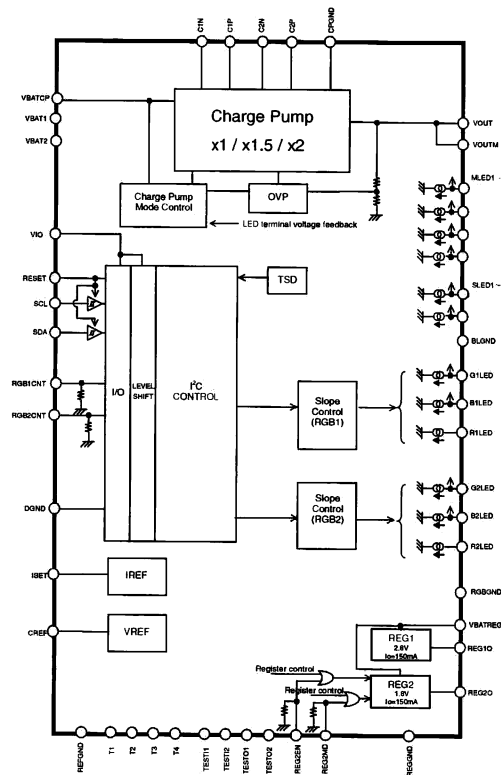 C1N
C1P
C2N
C2P
CPGND
VBATCP
VBAT1
VBAT2
Charge Pump
x1 / x1.5 / x2
VOUT
VOUTM
Charge Pump
Mode Control
OVP
LED terminal voltage feedback
MLED1 ~
SLED1~
BLGND
VIO
RESET
SCL
SDA
RGB1CNT
RGB2CNT
DGND
I/O
LEVEL
SHIFT
I²C
CONTROL
TSD
Slope
Control
(RGB1)
G1LED
B1LED
R1LED
Slope
Control
(RGB2)
G2LED
B2LED
R2LED
RGBGND
ISET
IREF
CREF
VREF
VBATREG
REG1
2.8V
Io=150mA
REG1O
Register control
Register control
REG2
1.8V
Io=150mA
REG2O
REFGND
T1
T2
T3
T4
TESTI1
TESTI2
TESTO1
TESTO2
REG2EN
REG2MD
REGGND